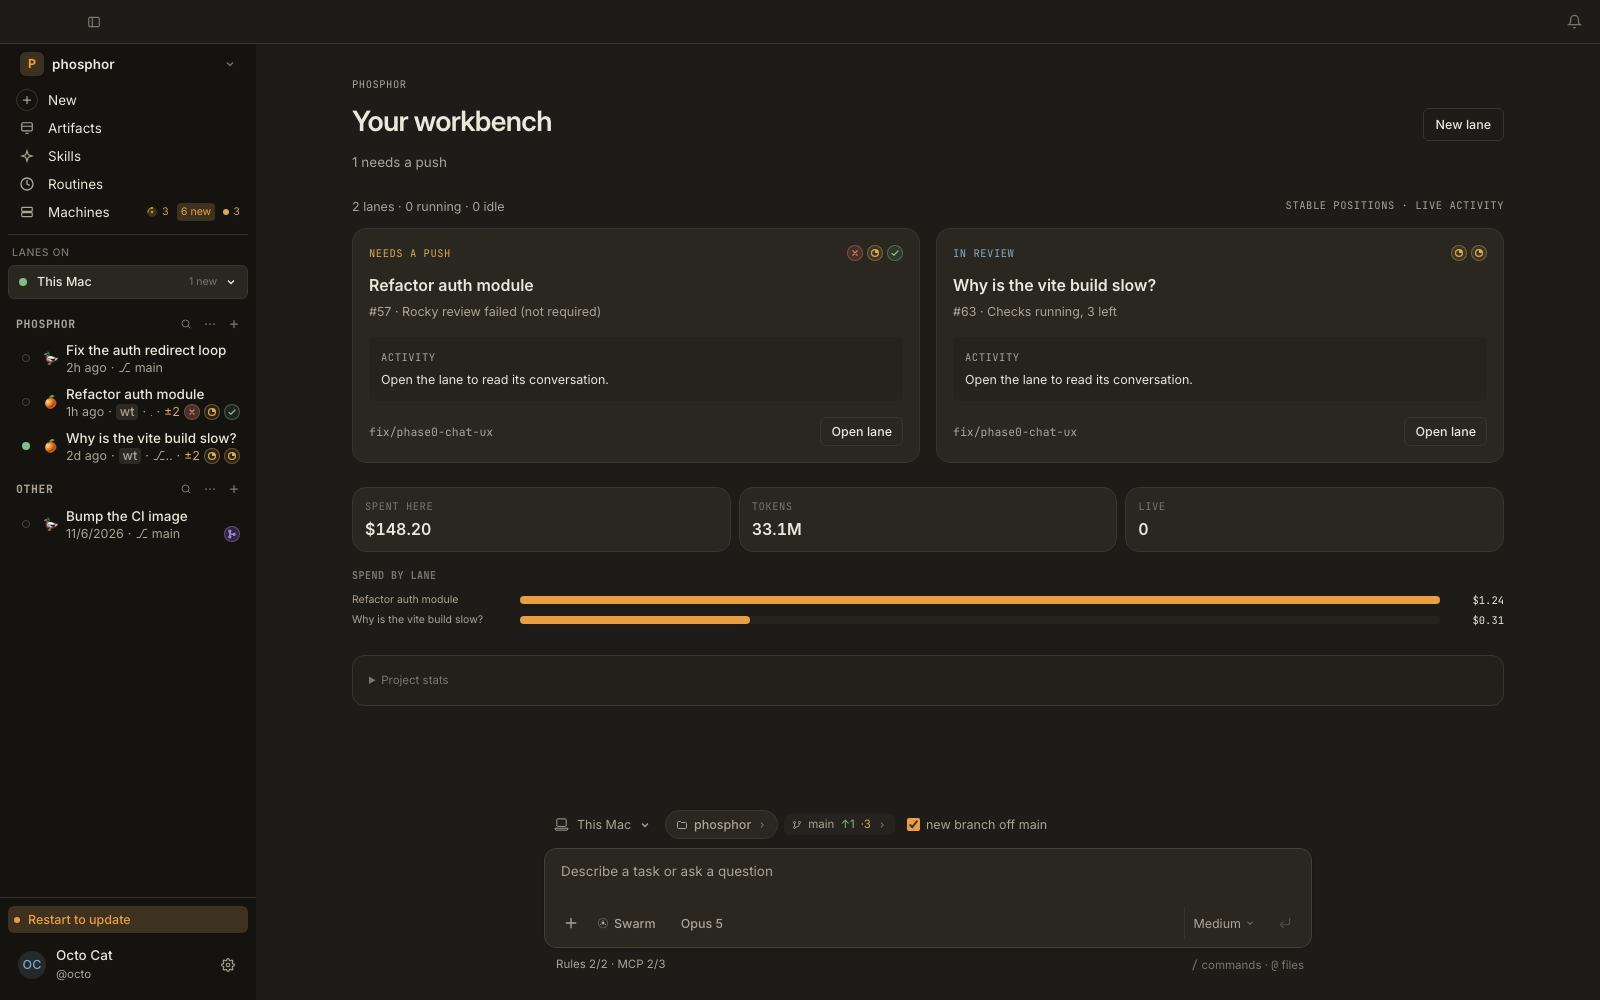 P phosphor
New
Artifacts
Skills
Routines
Machines 3 6 new 3
LANES ON
This Mac 1 new
PHOSPHOR
Fix the auth redirect loop
2h ago · main
Refactor auth module
1h ago · wt · . · ±2
Why is the vite build slow?
2d ago · wt · .. · ±2
OTHER
Bump the CI image
11/6/2026 · main
Restart to update
OC Octo Cat
@octo
PHOSPHOR
Your workbench
New lane
1 needs a push
2 lanes · 0 running · 0 idle
STABLE POSITIONS · LIVE ACTIVITY
NEEDS A PUSH
Refactor auth module
#57 · Rocky review failed (not required)
ACTIVITY
Open the lane to read its conversation.
fix/phase0-chat-ux
Open lane
IN REVIEW
Why is the vite build slow?
#63 · Checks running, 3 left
ACTIVITY
Open the lane to read its conversation.
fix/phase0-chat-ux
Open lane
SPENT HERE
$148.20
TOKENS
33.1M
LIVE
0
SPEND BY LANE
Refactor auth module $1.24
Why is the vite build slow? $0.31
Project stats
This Mac phosphor main ↑1 ·3 new branch off main
Describe a task or ask a question
Swarm Opus 5 Medium
Rules 2/2 · MCP 2/3
/ commands · @ files